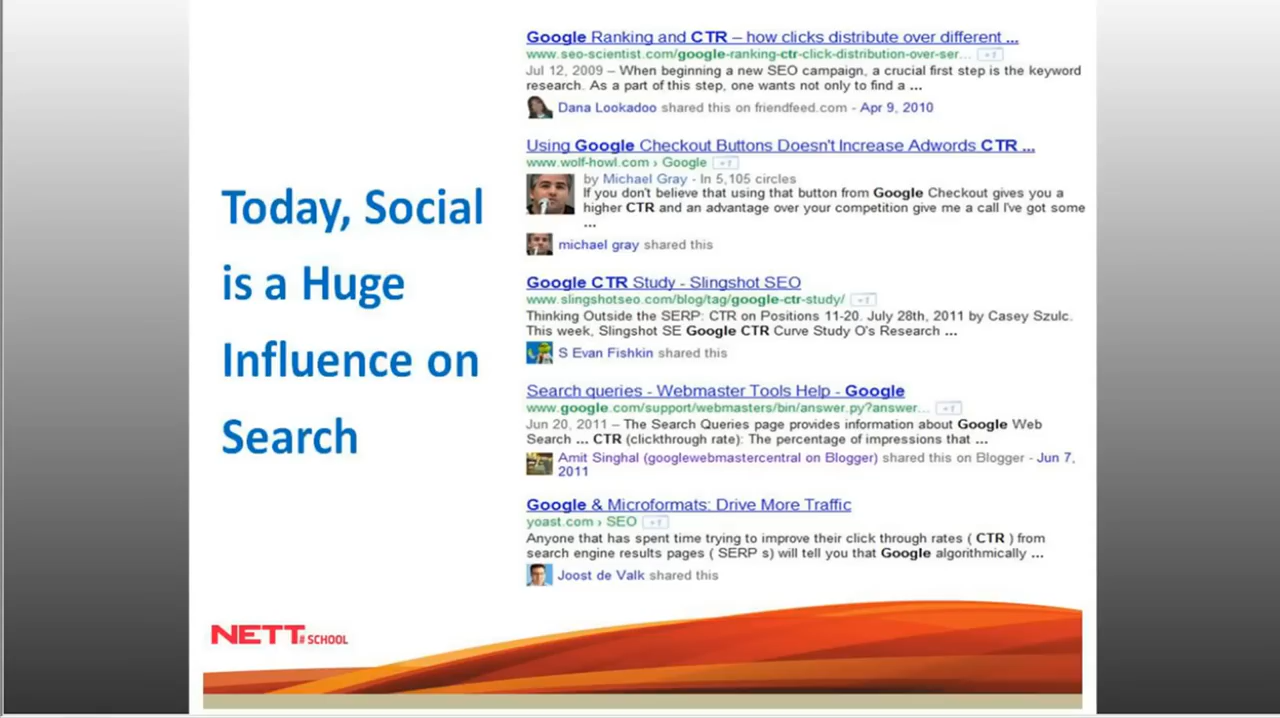 Today, Social
is a Huge
Influence on
Search
Google Ranking and CTR – how clicks distribute over different ...
www.seo-scientist.com/google-ranking-ctr-click-distribution-over-ser... +1
Jul 12, 2009 – When beginning a new SEO campaign, a crucial first step is the keyword
research. As a part of this step, one wants not only to find a ...
Dana Lookadoo shared this on friendfeed.com - Apr 9, 2010
Using Google Checkout Buttons Doesn't Increase Adwords CTR ...
www.wolf-howl.com › Google +1
by Michael Gray - In 5,105 circles
If you don't believe that using that button from Google Checkout gives you a
higher CTR and an advantage over your competition give me a call I've got some
...
michael gray shared this
Google CTR Study - Slingshot SEO
www.slingshotseo.com/blog/tag/google-ctr-study/ +1
Thinking Outside the SERP: CTR on Positions 11-20. July 28th, 2011 by Casey Szulc.
This week, Slingshot SE Google CTR Curve Study O's Research ...
S Evan Fishkin shared this
Search queries - Webmaster Tools Help - Google
www.google.com/support/webmasters/bin/answer.py?answer... +1
Jun 20, 2011 – The Search Queries page provides information about Google Web
Search ... CTR (clickthrough rate): The percentage of impressions that ...
Amit Singhal (googlewebmastercentral on Blogger) shared this on Blogger - Jun 7,
2011
Google & Microformats: Drive More Traffic
yoast.com › SEO +1
Anyone that has spent time trying to improve their click through rates ( CTR ) from
search engine results pages ( SERP s) will tell you that Google algorithmically ...
Joost de Valk shared this
NETT#SCHOOL